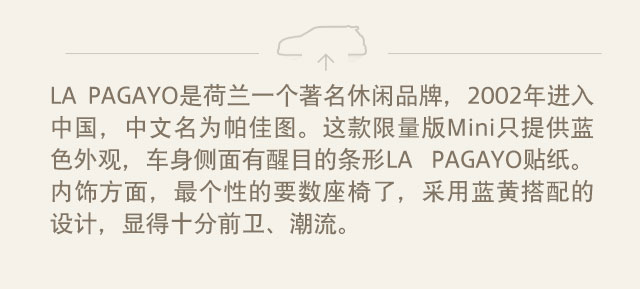 LA PAGAYO是荷兰一个著名休闲品牌，2002年进入
中国，中文名为帕佳图。这款限量版Mini只提供蓝
色外观，车身侧面有醒目的条形LA PAGAYO贴纸。
内饰方面，最个性的要数座椅了，采用蓝黄搭配的
设计，显得十分前卫、潮流。